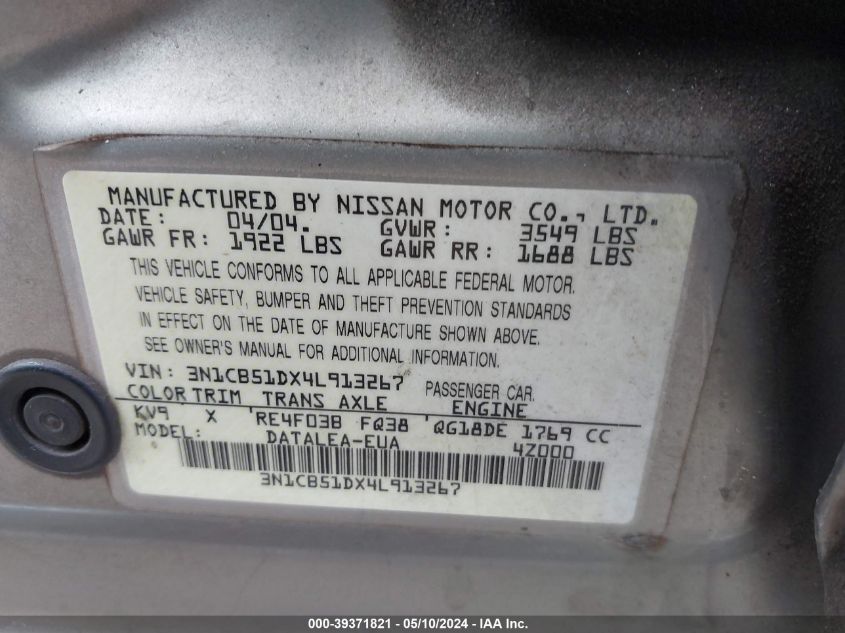 MANUFACTURED BY NISSAN MOTOR CO., LTD.
DATE: 04/04. GVWR: 3549 LBS
GAWR FR: 1922 LBS GAWR RR: 1688 LBS
THIS VEHICLE CONFORMS TO ALL APPLICABLE FEDERAL MOTOR.
VEHICLE SAFETY, BUMPER AND THEFT PREVENTION STANDARDS
IN EFFECT ON THE DATE OF MANUFACTURE SHOWN ABOVE.
SEE OWNER'S MANUAL FOR ADDITIONAL INFORMATION.
VIN: 3N1CB51DX4L913267 PASSENGER CAR.
COLOR TRIM TRANS AXLE ENGINE
KV9 X RE4F03B FQ38 QG18DE 1769 CC
MODEL: DATALEA-EUA 4Z000
3N1CB51DX4L913267
000-39371821 - 05/10/2024 - IAA Inc.